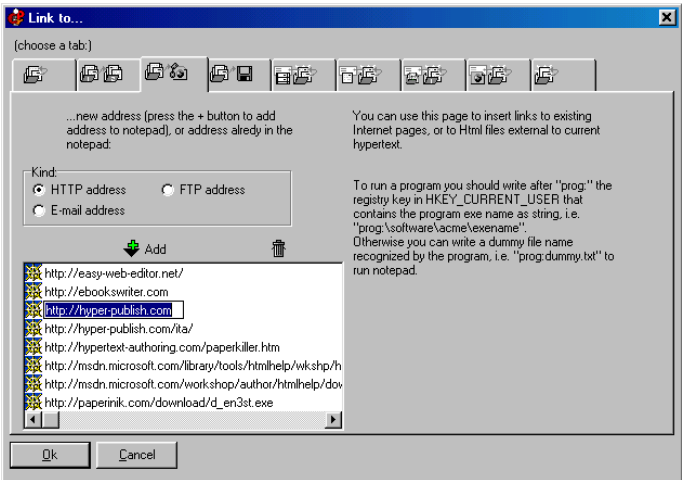 Link to...
(choose a tab:)
...new address (press the + button to add
address to notepad), or address alredy in the
notepad:
You can use this page to insert links to existing
Internet pages, or to Html files external to current
hypertext.
Kind:
HTTP address
FTP address
E-mail address
To run a program you should write after "prog:" the
registry key in HKEY_CURRENT_USER that
contains the program exe name as string, i.e.
"prog:\software\acme\exename".
Otherwise you can write a dummy file name
recognized by the program, i.e. "prog:dummy.txt" to
run notepad.
Add
http://easy-web-editor.net/
http://ebookswriter.com
http://hyper-publish.com
http://hyper-publish.com/ita/
http://hypertext-authoring.com/paperkiller.htm
http://msdn.microsoft.com/library/tools/htmlhelp/wkshp/h
http://msdn.microsoft.com/workshop/author/htmlhelp/dov
http://paperinik.com/download/d_en3st.exe
Ok
Cancel